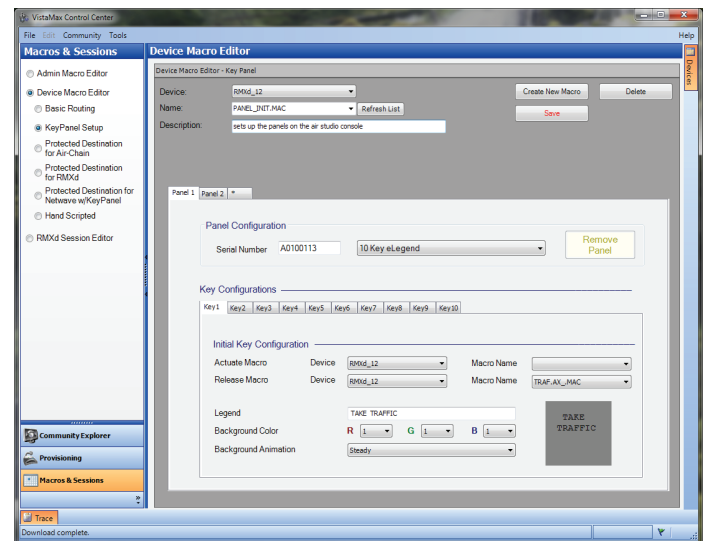 VistaMax Control Center
File Edit Community Tools Help
Macros & Sessions
Device Macro Editor
Devices
Admin Macro Editor
Device Macro Editor
Basic Routing
KeyPanel Setup
Protected Destination
for Air-Chain
Protected Destination
for RMXd
Protected Destination for
Netwave w/KeyPanel
Hand Scripted
RMXd Session Editor
Device Macro Editor - Key Panel
Device: RMXd_12 Create New Macro Delete
Name: PANEL_INIT.MAC Refresh List Save
Description: sets up the panels on the air studio console
Panel 1 Panel 2 *
Panel Configuration
Serial Number A0100113 10 Key eLegend Remove
Panel
Key Configurations
Key1 Key2 Key3 Key4 Key5 Key6 Key7 Key8 Key9 Key10
Initial Key Configuration
Actuate Macro Device RMXd_12 Macro Name
Release Macro Device RMXd_12 Macro Name TRAF.AX_.MAC
Legend TAKE TRAFFIC
Background Color R 1 G 1 B 1
Background Animation Steady
TAKE
TRAFFIC
Community Explorer
Provisioning
Macros & Sessions
»
Trace
Download complete.